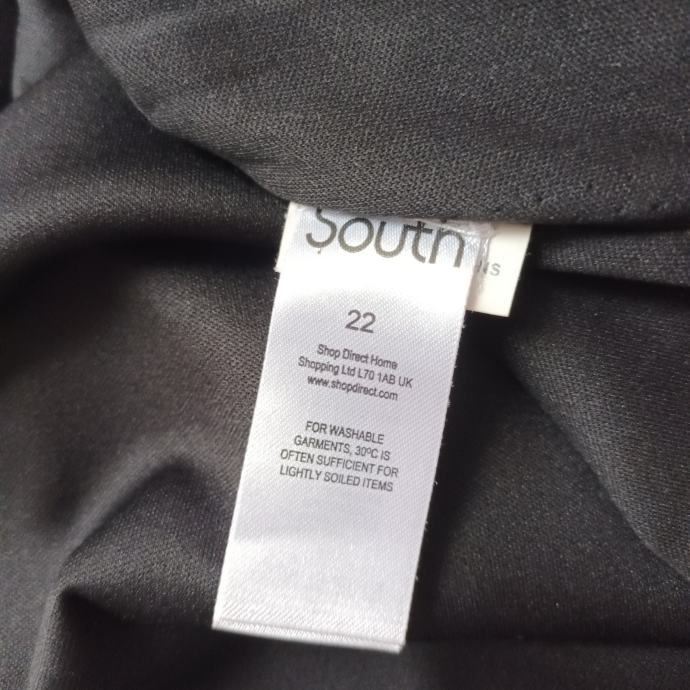 South
NS
22
Shop Direct Home
Shopping Ltd L70 1AB UK
www.shopdirect.com
FOR WASHABLE
GARMENTS, 30ºC IS
OFTEN SUFFICIENT FOR
LIGHTLY SOILED ITEMS